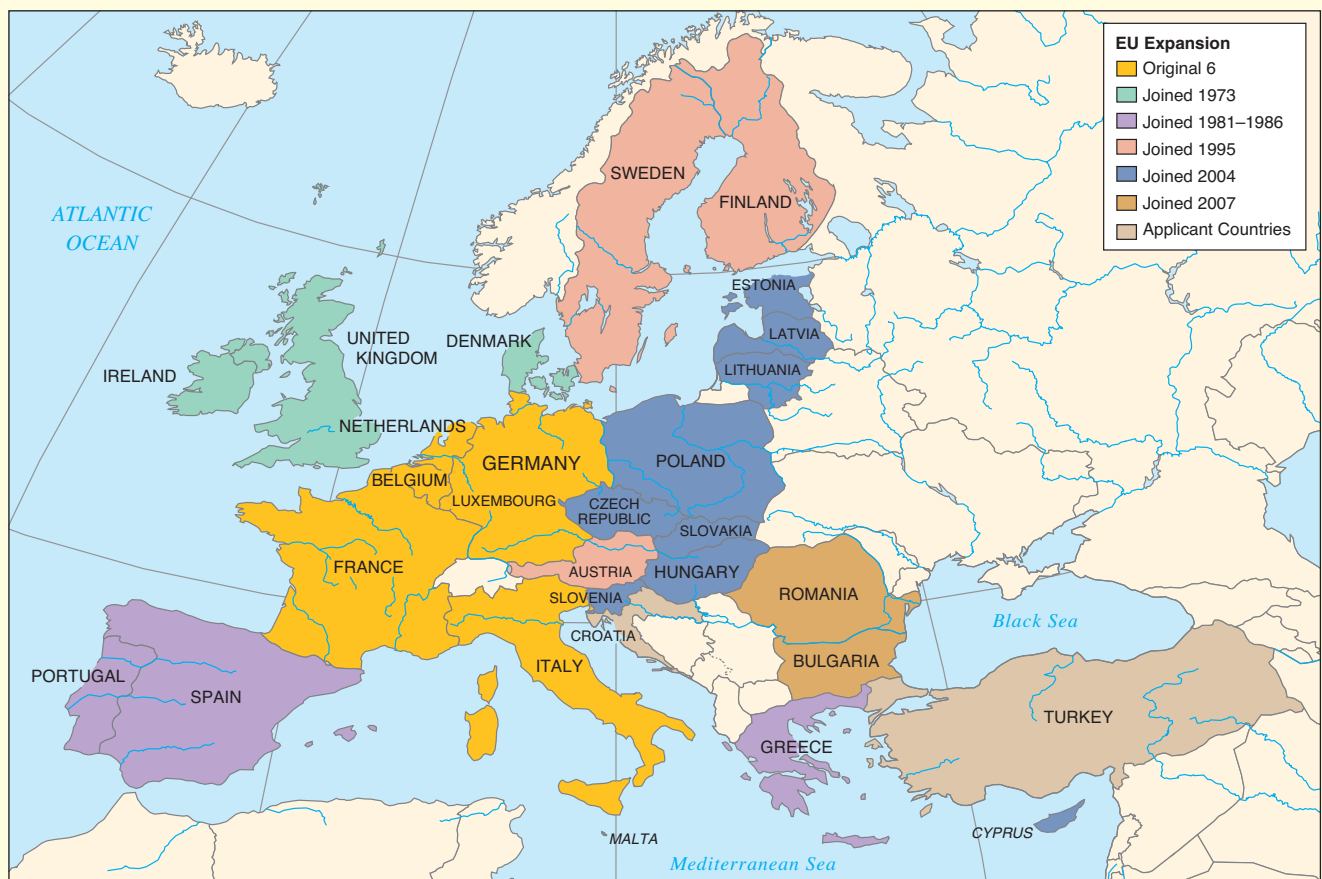 EU Expansion
Original 6
Joined 1973
Joined 1981–1986
Joined 1995
Joined 2004
Joined 2007
Applicant Countries
ATLANTIC
OCEAN
SWEDEN
FINLAND
ESTONIA
LATVIA
LITHUANIA
UNITED
KINGDOM
DENMARK
IRELAND
NETHERLANDS
GERMANY
POLAND
BELGIUM
LUXEMBOURG
CZECH
REPUBLIC
SLOVAKIA
FRANCE
AUSTRIA
HUNGARY
SLOVENIA
ROMANIA
CROATIA
Black Sea
ITALY
BULGARIA
PORTUGAL
SPAIN
TURKEY
GREECE
MALTA
CYPRUS
Mediterranean Sea